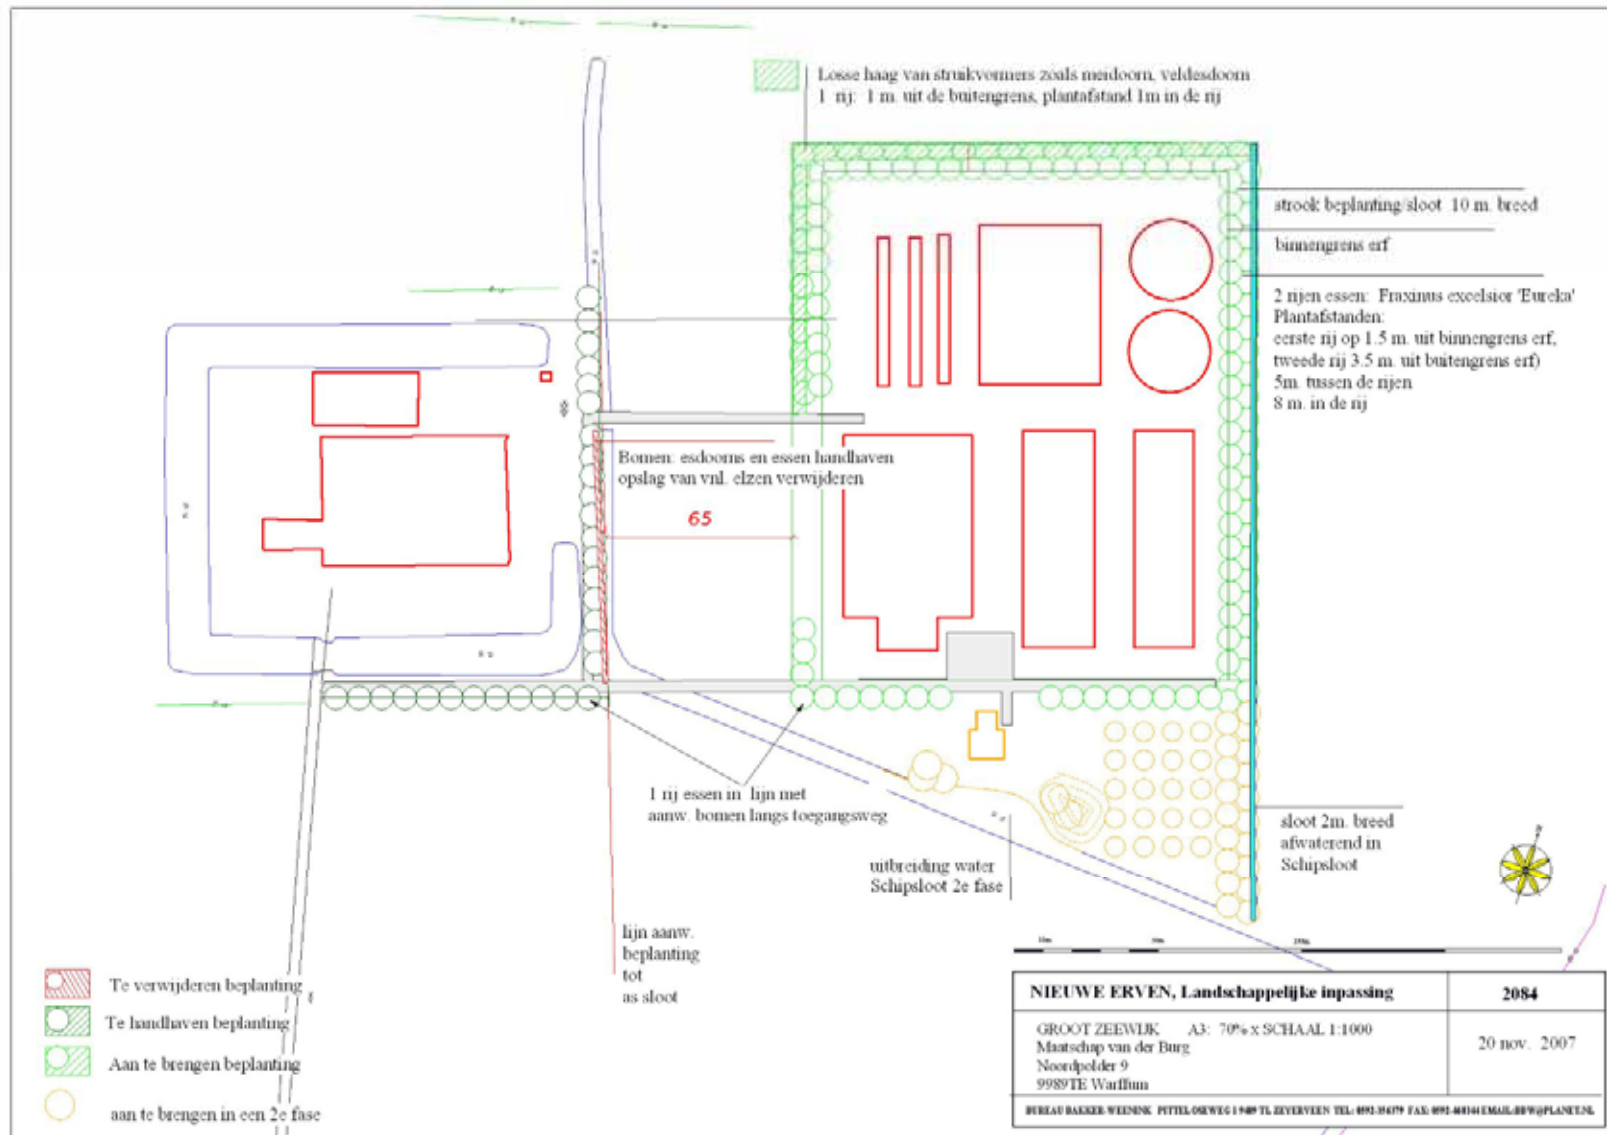 Losse haag van struikvormers zoals meidoorn, veldesdoorn
1 rij: 1 m. uit de buitengrens, plantafstand 1m in de rij
strook beplanting/sloot 10 m. breed
binnengrens erf
2 rijen essen: Fraxinus excelsior 'Eureka'
Plantafstanden:
eerste rij op 1.5 m. uit binnengrens erf,
tweede rij 3.5 m. uit buitengrens erf)
5m. tussen de rijen
8 m. in de rij
Bomen: esdoorns en essen handhaven
opslag van vnl. elzen verwijderen
65
1 rij essen in lijn met
aanw. bomen langs toegangsweg
uitbreiding water
Schipsloot 2e fase
sloot 2m. breed
afwaterend in
Schipsloot
lijn aanw.
beplanting
tot
as sloot
Te verwijderen beplanting
Te handhaven beplanting
Aan te brengen beplanting
aan te brengen in een 2e fase
NIEUWE ERVEN, Landschappelijke inpassing
2084
GROOT ZEEWIJK A3: 70% x SCHAAL 1:1000
Maatschap van der Burg
Noordpolder 9
9989TE Warffum
20 nov. 2007
BUREAU BAKKER-WEENINK TEL: FAX: